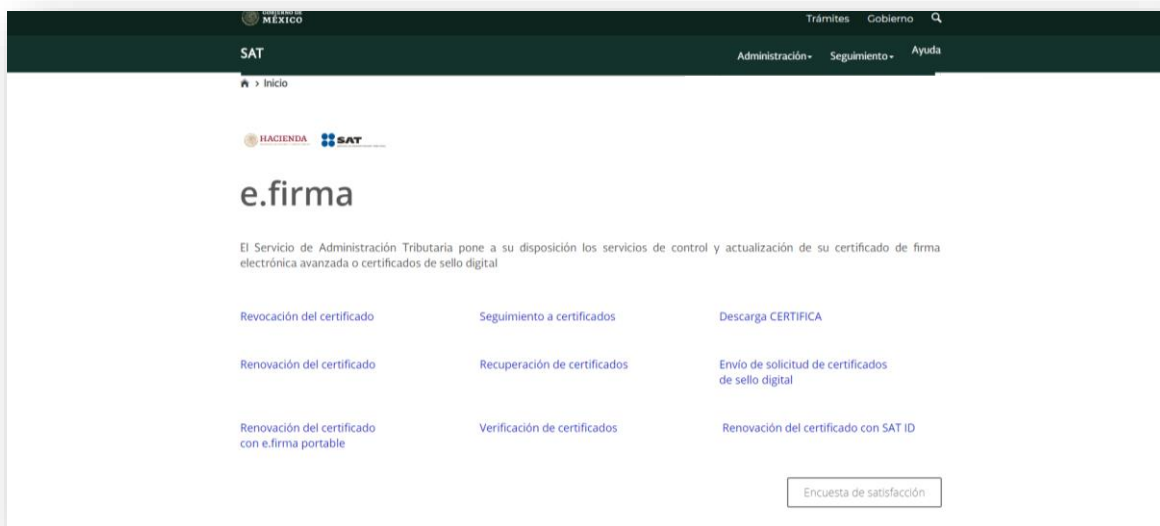 GOBIERNO DE
MÉXICO
Trámites Gobierno
SAT
Administración Seguimiento Ayuda
> Inicio
HACIENDA SAT
e.firma
El Servicio de Administración Tributaria pone a su disposición los servicios de control y actualización de su certificado de firma
electrónica avanzada o certificados de sello digital
Revocación del certificado
Seguimiento a certificados
Descarga CERTIFICA
Renovación del certificado
Recuperación de certificados
Envío de solicitud de certificados
de sello digital
Renovación del certificado
con e.firma portable
Verificación de certificados
Renovación del certificado con SAT ID
Encuesta de satisfacción